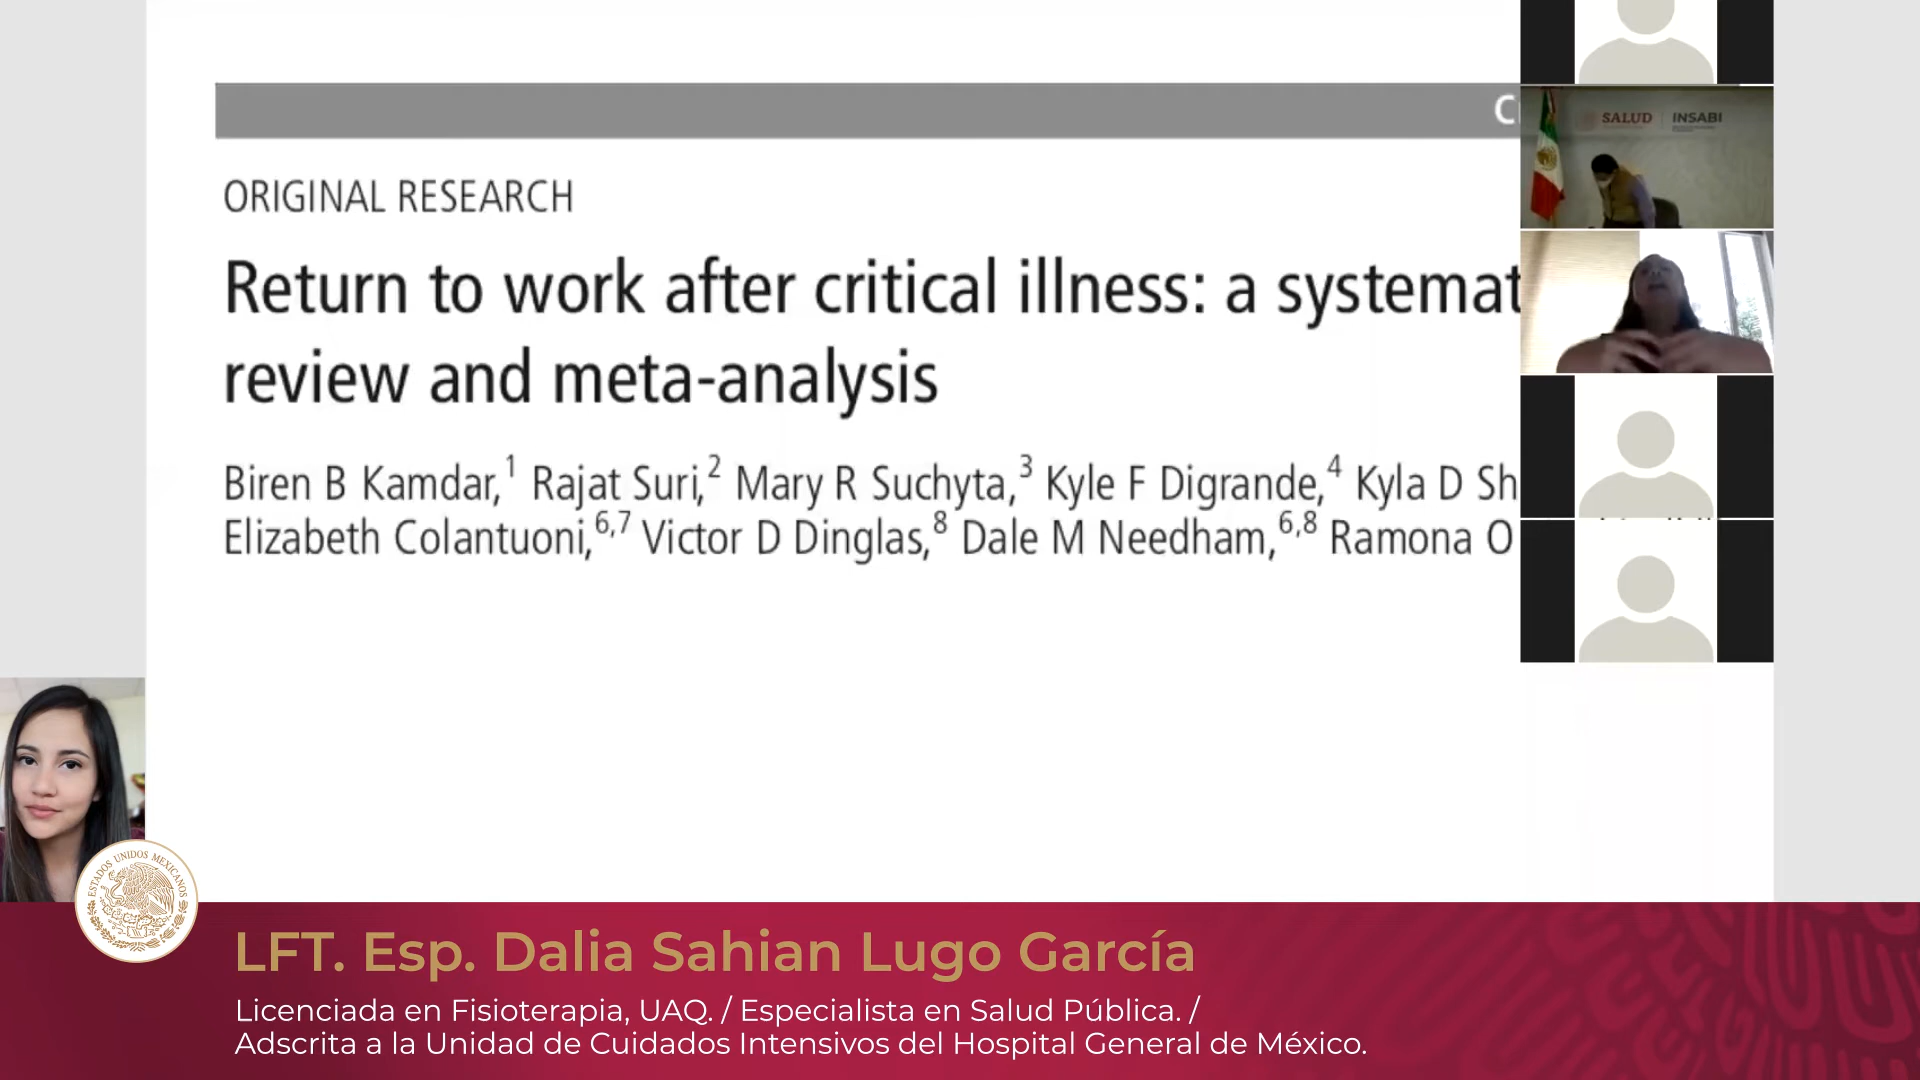 C
SALUD INSABI
ORIGINAL RESEARCH
Return to work after critical illness: a systemat
review and meta-analysis
Biren B Kamdar,1 Rajat Suri,2 Mary R Suchyta,3 Kyle F Digrande,4 Kyla D Sh
Elizabeth Colantuoni,6,7 Victor D Dinglas,8 Dale M Needham,6,8 Ramona O
ESTADOS UNIDOS MEXICANOS
LFT. Esp. Dalia Sahian Lugo García
Licenciada en Fisioterapia, UAQ. / Especialista en Salud Pública. /
Adscrita a la Unidad de Cuidados Intensivos del Hospital General de México.